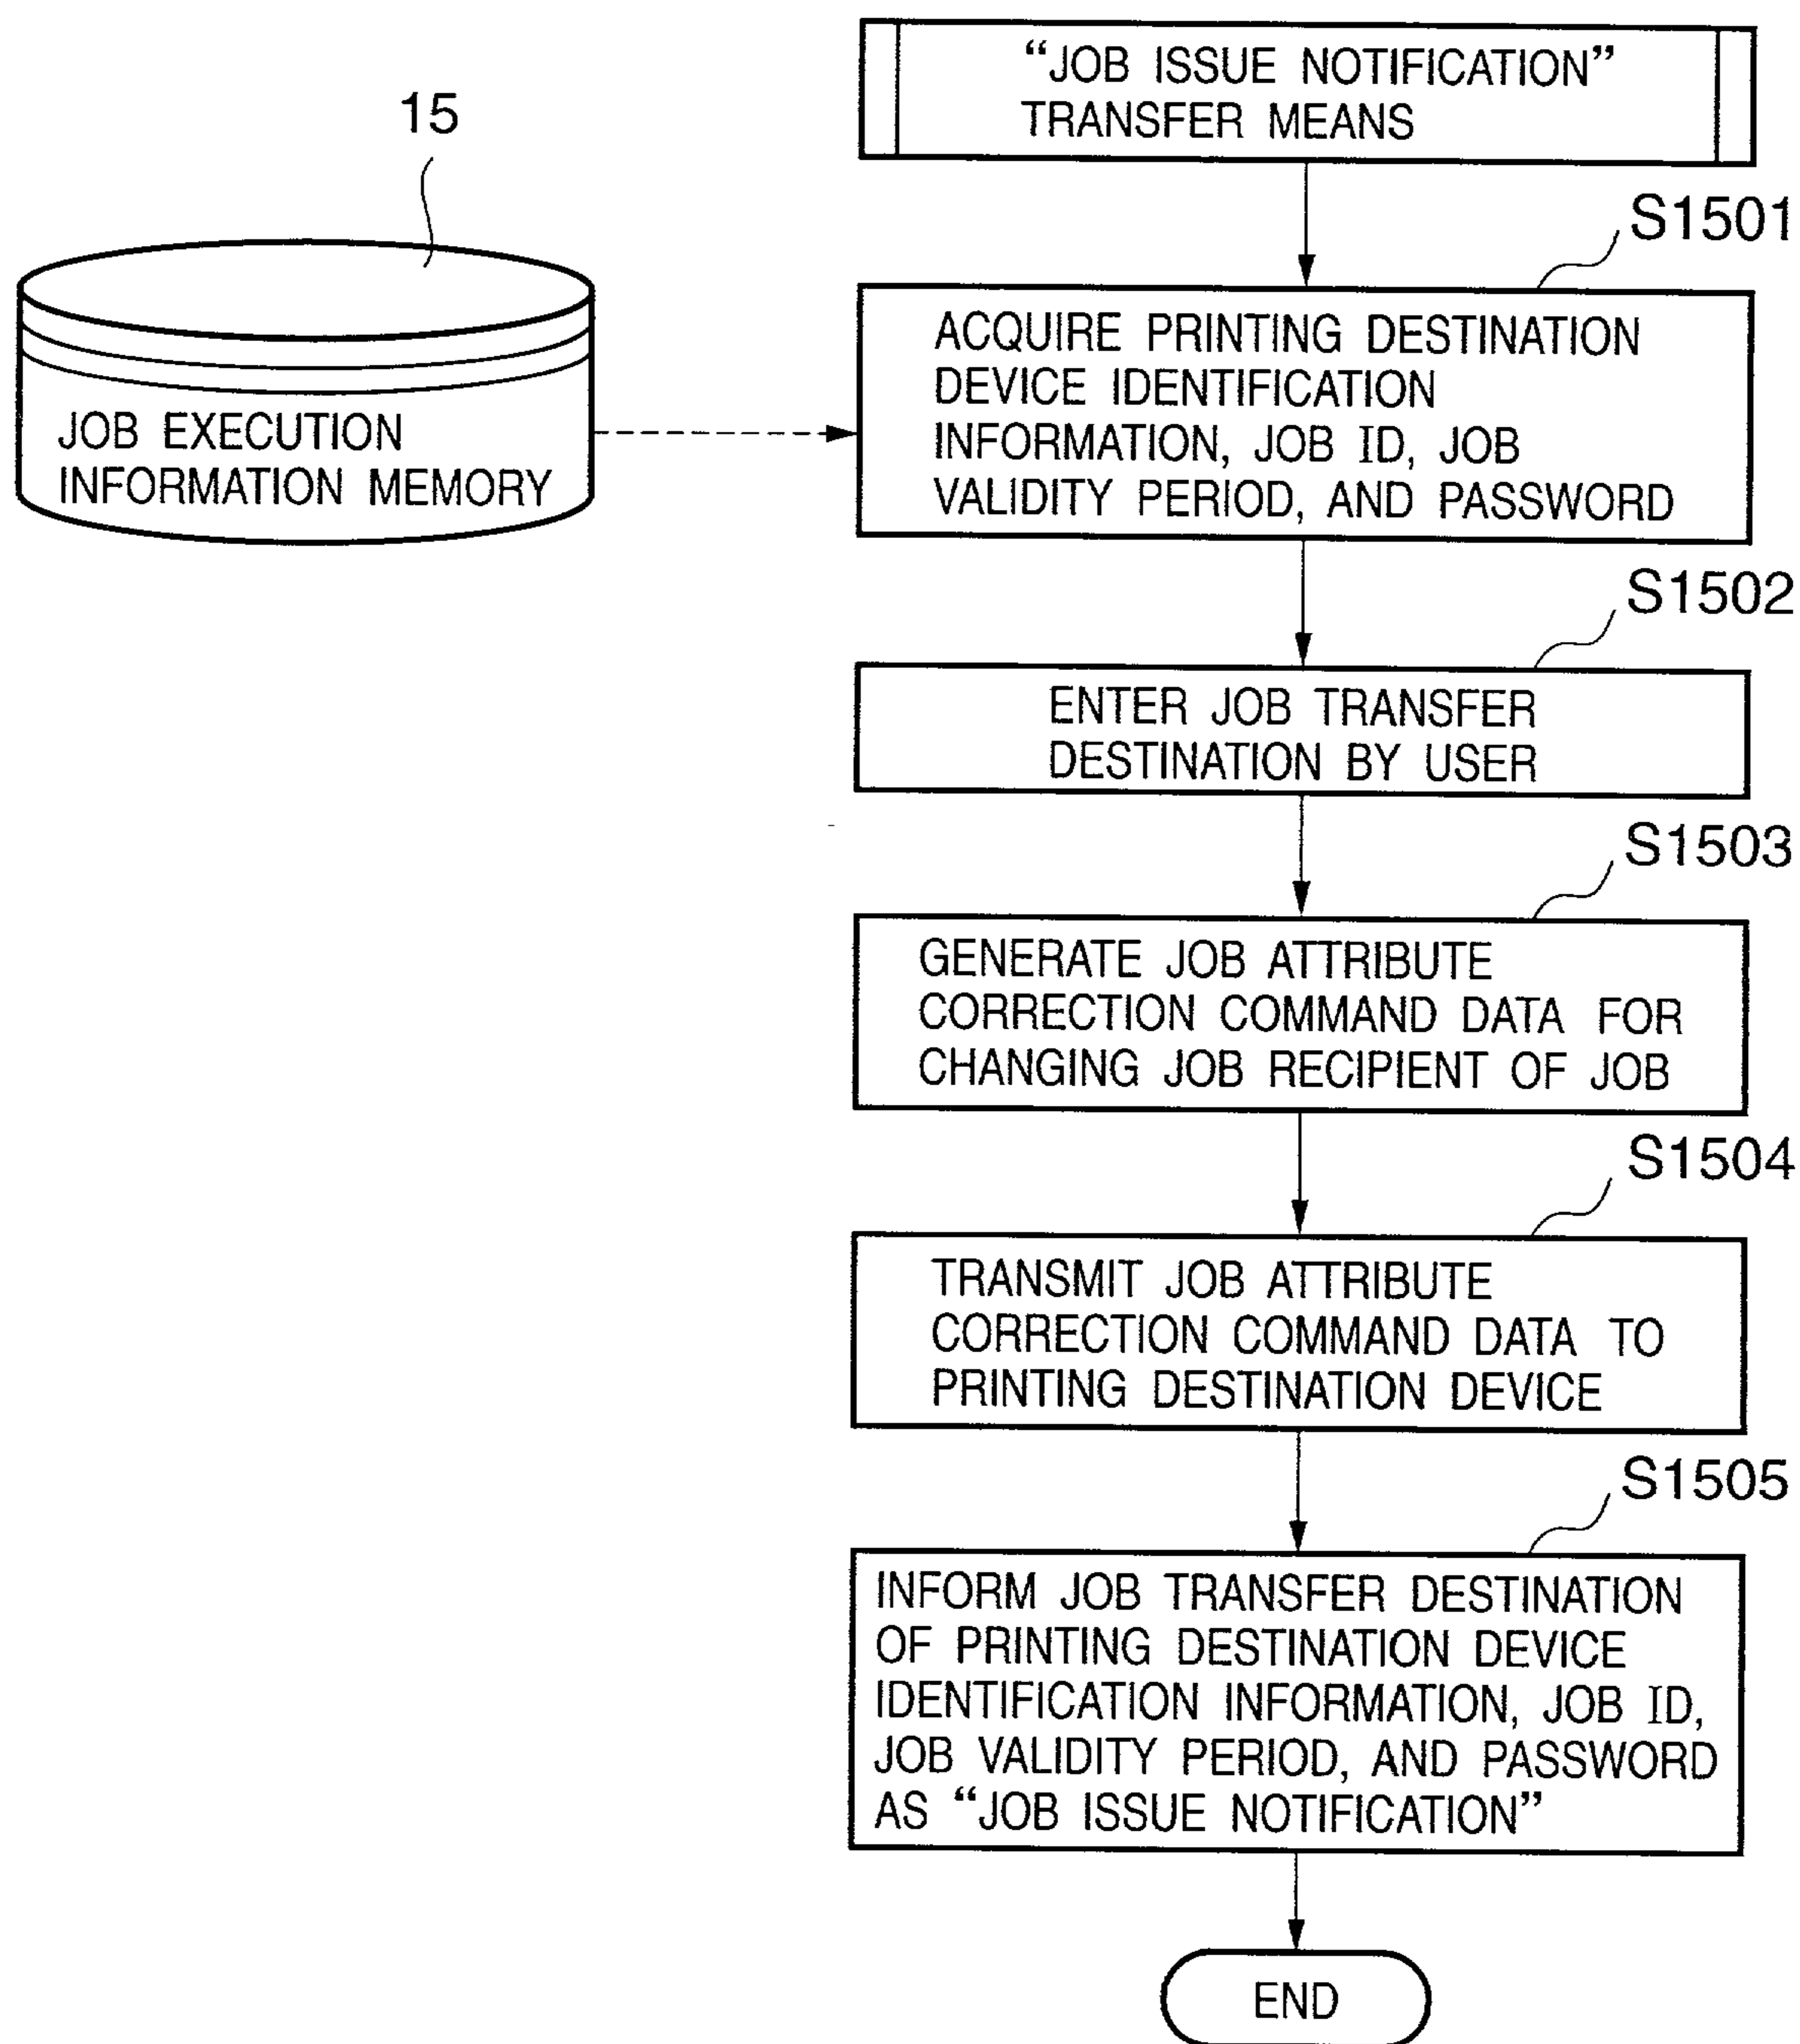 “JOB ISSUE NOTIFICATION”
TRANSFER MEANS
15
S1501
JOB EXECUTION
INFORMATION MEMORY
ACQUIRE PRINTING DESTINATION
DEVICE IDENTIFICATION
INFORMATION, JOB ID, JOB
VALIDITY PERIOD, AND PASSWORD
S1502
ENTER JOB TRANSFER
DESTINATION BY USER
S1503
GENERATE JOB ATTRIBUTE
CORRECTION COMMAND DATA FOR
CHANGING JOB RECIPIENT OF JOB
S1504
TRANSMIT JOB ATTRIBUTE
CORRECTION COMMAND DATA TO
PRINTING DESTINATION DEVICE
S1505
INFORM JOB TRANSFER DESTINATION
OF PRINTING DESTINATION DEVICE
IDENTIFICATION INFORMATION, JOB ID,
JOB VALIDITY PERIOD, AND PASSWORD
AS “JOB ISSUE NOTIFICATION”
END